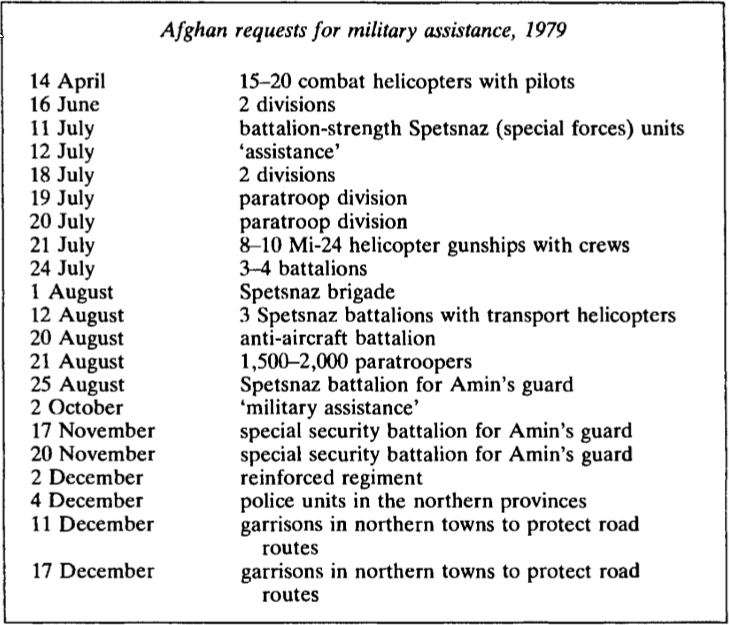 Afghan requests for military assistance, 1979
14 April 15–20 combat helicopters with pilots
16 June 2 divisions
11 July battalion-strength Spetsnaz (special forces) units
12 July 'assistance'
18 July 2 divisions
19 July paratroop division
20 July paratroop division
21 July 8–10 Mi-24 helicopter gunships with crews
24 July 3–4 battalions
1 August Spetsnaz brigade
12 August 3 Spetsnaz battalions with transport helicopters
20 August anti-aircraft battalion
21 August 1,500–2,000 paratroopers
25 August Spetsnaz battalion for Amin's guard
2 October 'military assistance'
17 November special security battalion for Amin's guard
20 November special security battalion for Amin's guard
2 December reinforced regiment
4 December police units in the northern provinces
11 December garrisons in northern towns to protect road
routes
17 December garrisons in northern towns to protect road
routes